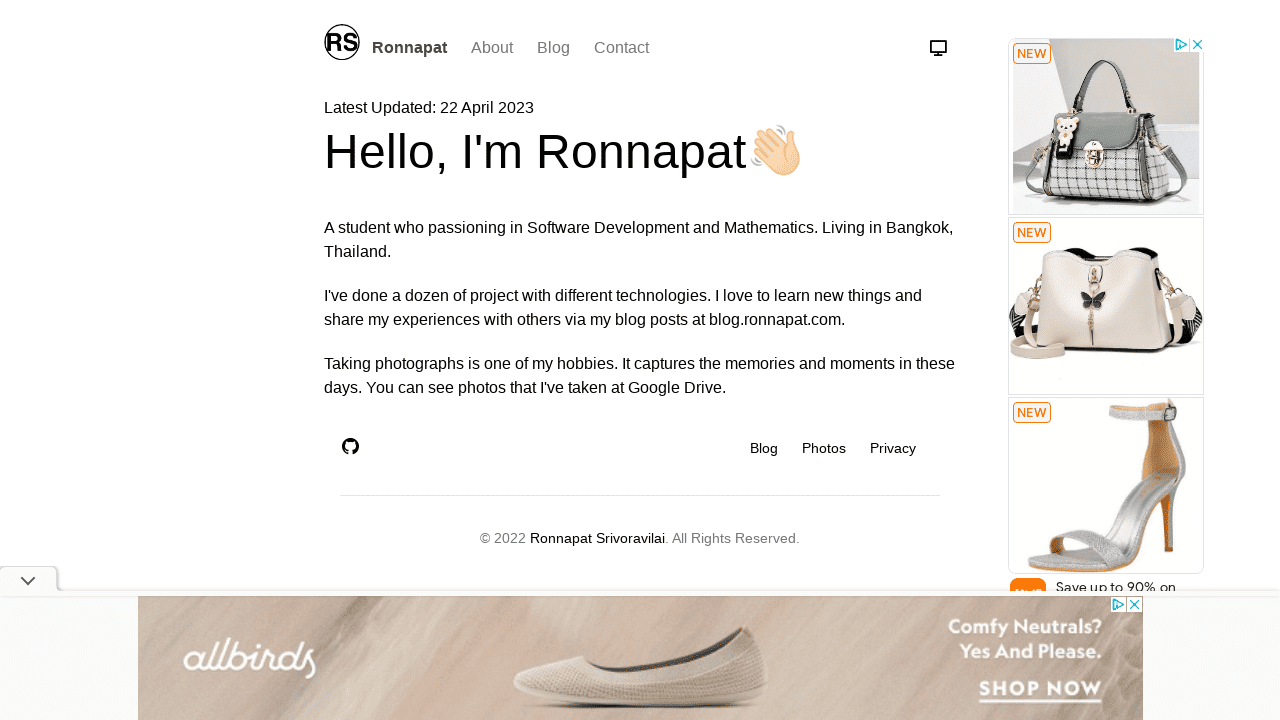 RS Ronnapat About Blog Contact
Latest Updated: 22 April 2023
Hello, I'm Ronnapat👋🏻
A student who passioning in Software Development and Mathematics. Living in Bangkok,
Thailand.
I've done a dozen of project with different technologies. I love to learn new things and
share my experiences with others via my blog posts at blog.ronnapat.com.
Taking photographs is one of my hobbies. It captures the memories and moments in these
days. You can see photos that I've taken at Google Drive.
Blog Photos Privacy
© 2022 Ronnapat Srivoravilai. All Rights Reserved.
NEW
NEW
NEW
Save up to 90% on
allbirds
Comfy Neutrals?
Yes And Please.
SHOP NOW